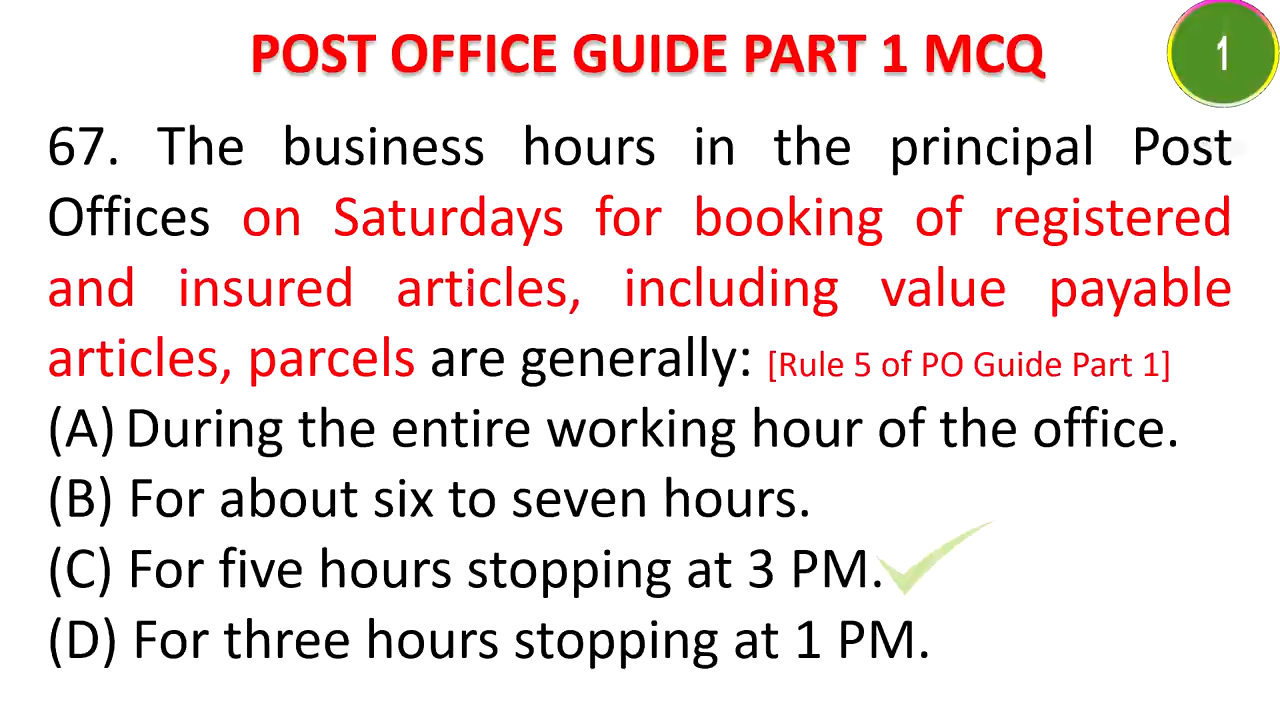 POST OFFICE GUIDE PART 1 MCQ
1
67. The business hours in the principal Post
Offices on Saturdays for booking of registered
and insured articles, including value payable
articles, parcels are generally: [Rule 5 of PO Guide Part 1]
(A) During the entire working hour of the office.
(B) For about six to seven hours.
(C) For five hours stopping at 3 PM.
(D) For three hours stopping at 1 PM.